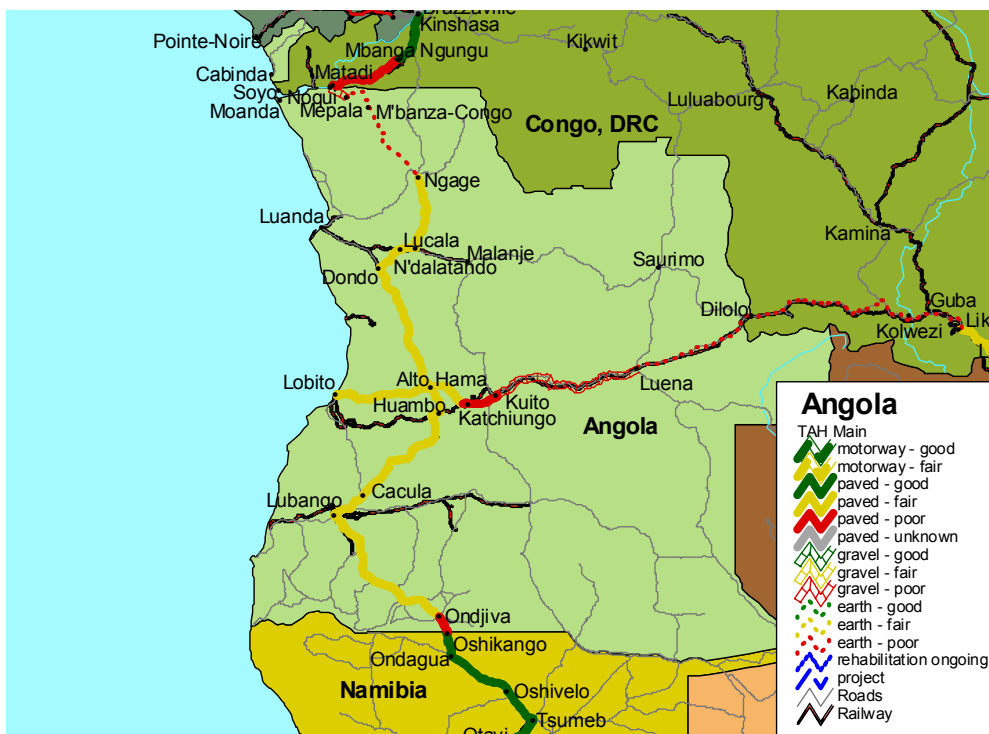 Brazzaville
Kinshasa
Pointe-Noire
Kikwit
Mbanga Ngungu
Cabinda
Matadi
Soyo
Noqui
Luluabourg
Kabinda
Moanda
Mepala
M'banza-Congo
Congo, DRC
Ngage
Luanda
Lucala
Malanje
Kamina
N'dalatando
Saurimo
Dondo
Dilolo
Guba
Kolwezi
Lik
L
Lobito
Alto Hama
Luena
Huambo
Kuito
Katchiungo
Angola
Cacula
Lubango
Ondjiva
Oshikango
Ondagua
Namibia
Oshivelo
Tsumeb
Otavi
Angola
TAH Main
motorway - good
motorway - fair
paved - good
paved - fair
paved - poor
paved - unknown
gravel - good
gravel - fair
gravel - poor
earth - good
earth - fair
earth - poor
rehabilitation ongoing
project
Roads
Railway